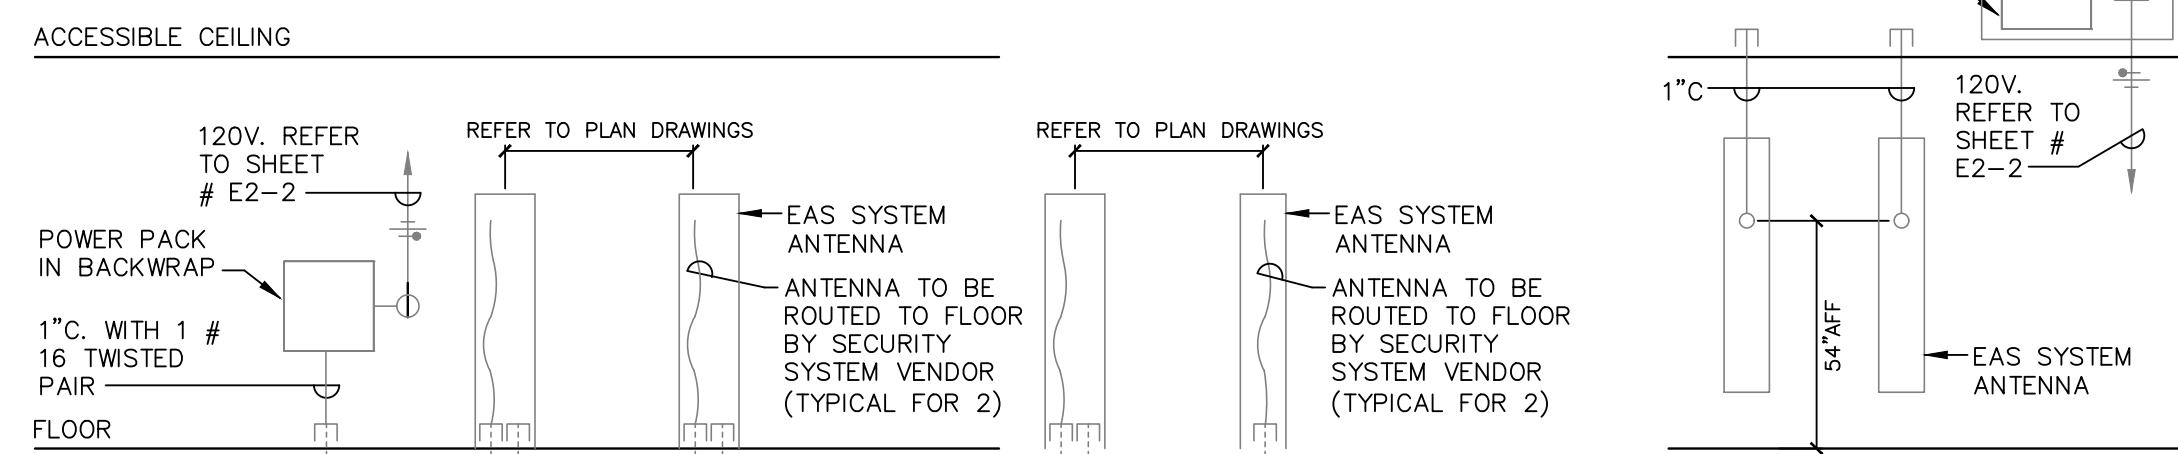 ACCESSIBLE CEILING
120V. REFER
TO SHEET
# E2-2
POWER PACK
IN BACKWRAP
1"C. WITH 1 #
16 TWISTED
PAIR
FLOOR
REFER TO PLAN DRAWINGS
EAS SYSTEM
ANTENNA
ANTENNA TO BE
ROUTED TO FLOOR
BY SECURITY
SYSTEM VENDOR
(TYPICAL FOR 2)
REFER TO PLAN DRAWINGS
EAS SYSTEM
ANTENNA
ANTENNA TO BE
ROUTED TO FLOOR
BY SECURITY
SYSTEM VENDOR
(TYPICAL FOR 2)
1"C
120V.
REFER TO
SHEET #
E2-2
54"AFF
EAS SYSTEM
ANTENNA